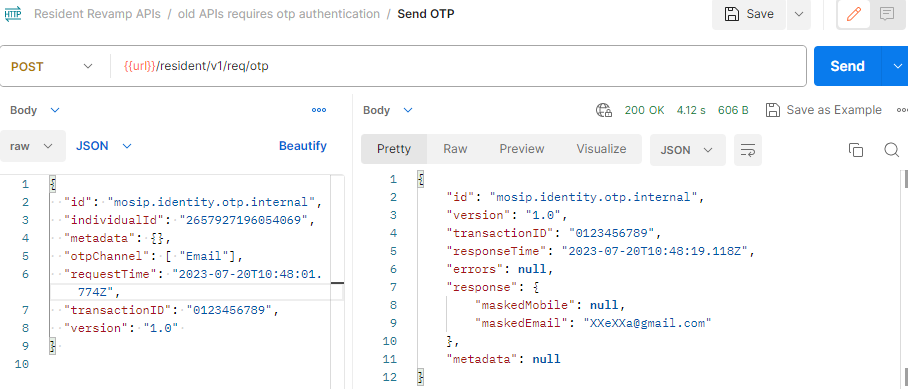 HTTP Resident Revamp APIs / old APIs requires otp authentication / Send OTP Save
POST {{url}}/resident/v1/req/otp Send
Body
raw JSON Beautify
1 {
2 "id": "mosip.identity.otp.internal",
3 "individualId": "2657927196054069",
4 "metadata": {},
5 "otpChannel": [ "Email"],
6 "requestTime": "2023-07-20T10:48:01.
774Z",
7 "transactionID": "0123456789",
8 "version": "1.0"
9 }
10
Body 200 OK 4.12 s 606 B Save as Example
Pretty Raw Preview Visualize JSON
1 {
2 "id": "mosip.identity.otp.internal",
3 "version": "1.0",
4 "transactionID": "0123456789",
5 "responseTime": "2023-07-20T10:48:19.118Z",
6 "errors": null,
7 "response": {
8 "maskedMobile": null,
9 "maskedEmail": "XXeXXa@gmail.com"
10 },
11 "metadata": null
12 }